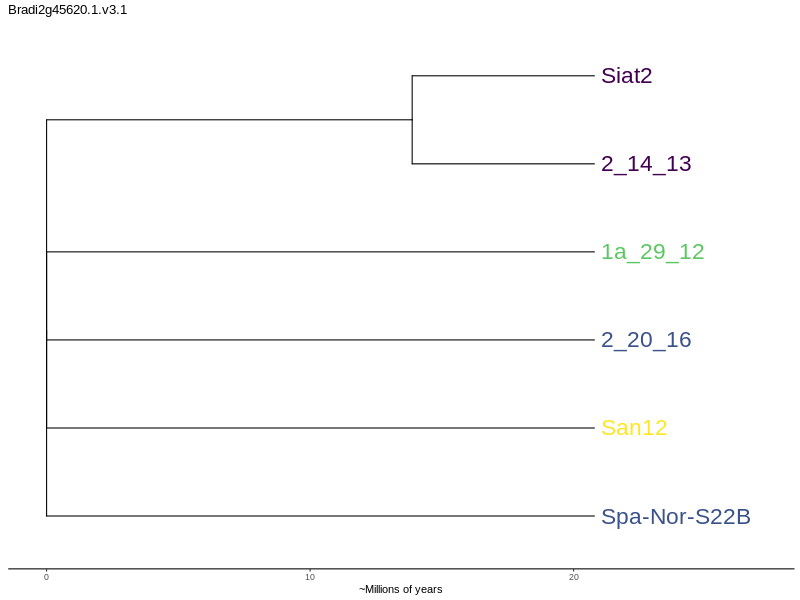 Bradi2g45620.1.v3.1
Siat2
2_14_13
1a_29_12
2_20_16
San12
Spa-Nor-S22B
0 10 20
~Millions of years